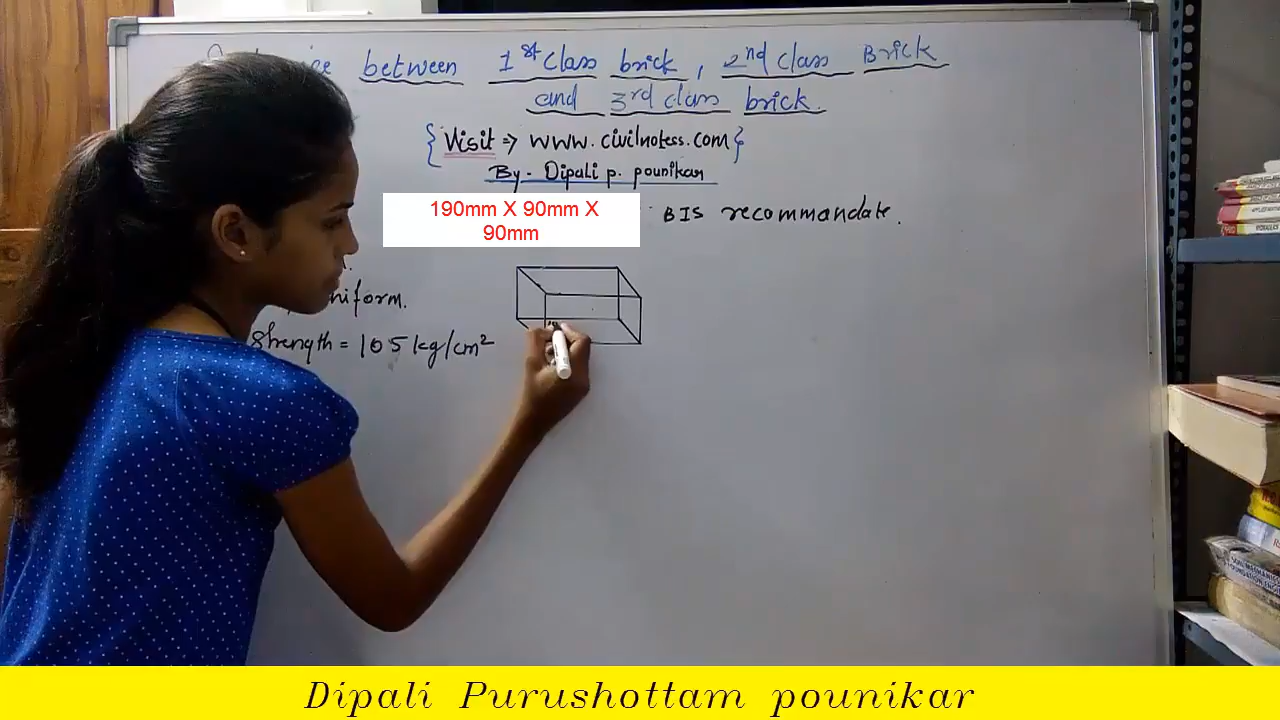 between 1st class brick, 2nd class Brick
and 3rd class brick.
{Visit => www.civilnotess.com}
By - Dipali p. pounikar
190mm X 90mm X
90mm
BIS recommandate.
niform.
Strength = 105 kg/cm²
Dipali Purushottam pounikar